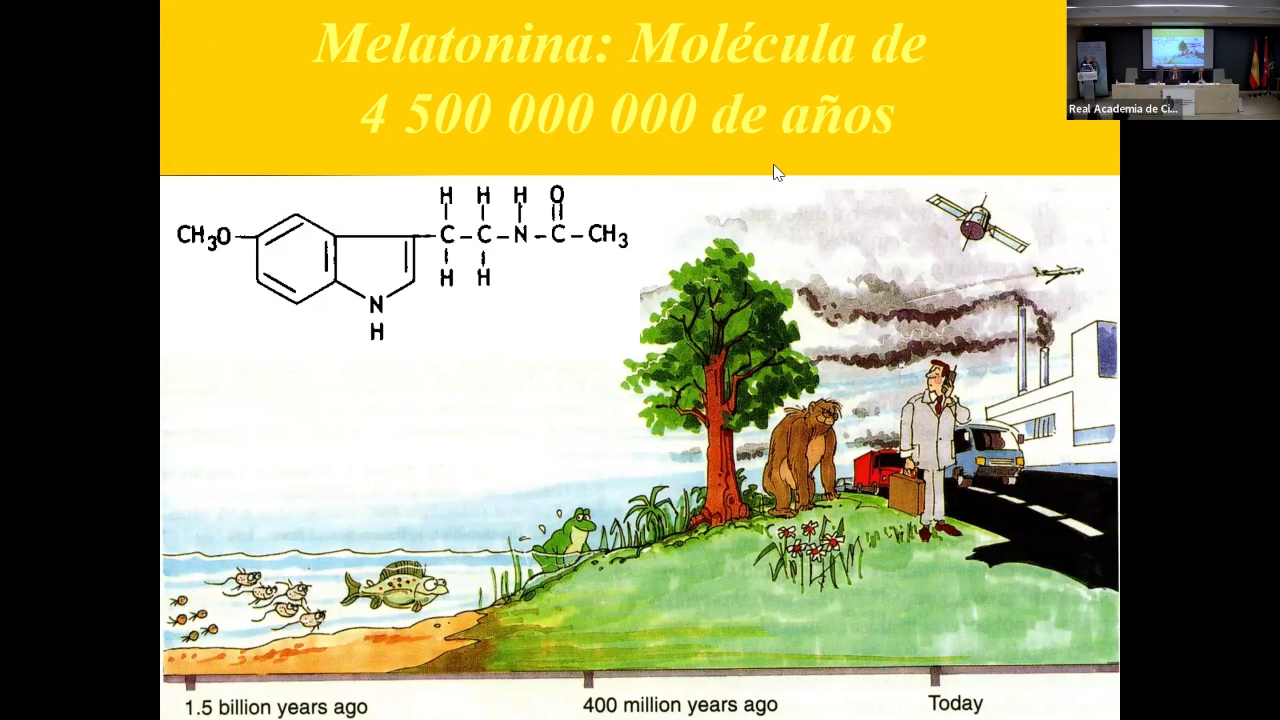 Melatonina: Molécula de
4 500 000 000 de años
Real Academia de Ci...
H H H O
CH3O C C N C CH3
H H
N
H
1.5 billion years ago
400 million years ago
Today